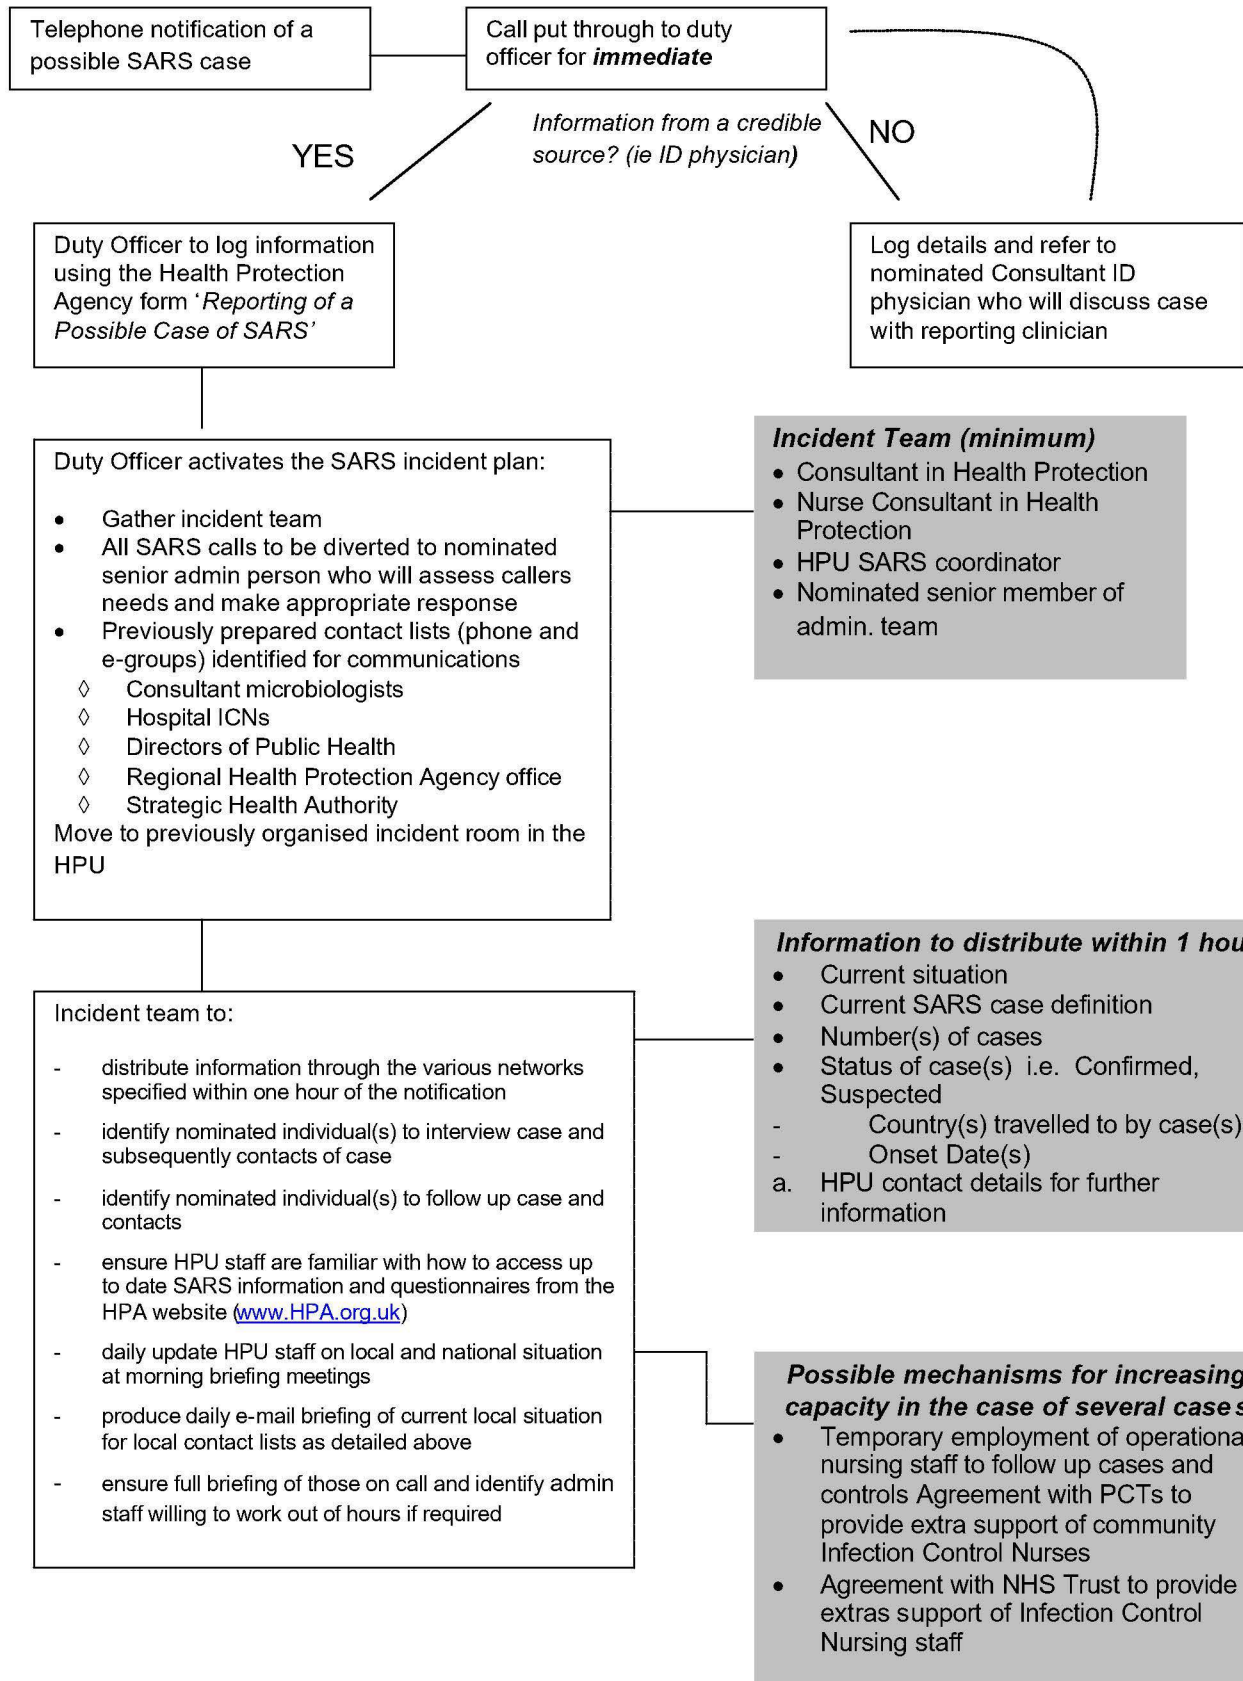 Telephone notification of a
possible SARS case
Call put through to duty
officer for immediate
Information from a credible
source? (ie ID physician)
YES
NO
Duty Officer to log information
using the Health Protection
Agency form ‘Reporting of a
Possible Case of SARS’
Log details and refer to
nominated Consultant ID
physician who will discuss case
with reporting clinician
Duty Officer activates the SARS incident plan:
• Gather incident team
• All SARS calls to be diverted to nominated
senior admin person who will assess callers
needs and make appropriate response
• Previously prepared contact lists (phone and
e-groups) identified for communications
◊ Consultant microbiologists
◊ Hospital ICNs
◊ Directors of Public Health
◊ Regional Health Protection Agency office
◊ Strategic Health Authority
Move to previously organised incident room in the
HPU
Incident Team (minimum)
• Consultant in Health Protection
• Nurse Consultant in Health
Protection
• HPU SARS coordinator
• Nominated senior member of
admin. team
Incident team to:
- distribute information through the various networks
specified within one hour of the notification
- identify nominated individual(s) to interview case and
subsequently contacts of case
- identify nominated individual(s) to follow up case and
contacts
- ensure HPU staff are familiar with how to access up
to date SARS information and questionnaires from the
HPA website (www.HPA.org.uk)
- daily update HPU staff on local and national situation
at morning briefing meetings
- produce daily e-mail briefing of current local situation
for local contact lists as detailed above
- ensure full briefing of those on call and identify admin
staff willing to work out of hours if required
Information to distribute within 1 hou
• Current situation
• Current SARS case definition
• Number(s) of cases
• Status of case(s) i.e. Confirmed,
Suspected
- Country(s) travelled to by case(s)
- Onset Date(s)
a. HPU contact details for further
information
Possible mechanisms for increasing
capacity in the case of several cases
• Temporary employment of operationa
nursing staff to follow up cases and
controls Agreement with PCTs to
provide extra support of community
Infection Control Nurses
• Agreement with NHS Trust to provide
extras support of Infection Control
Nursing staff